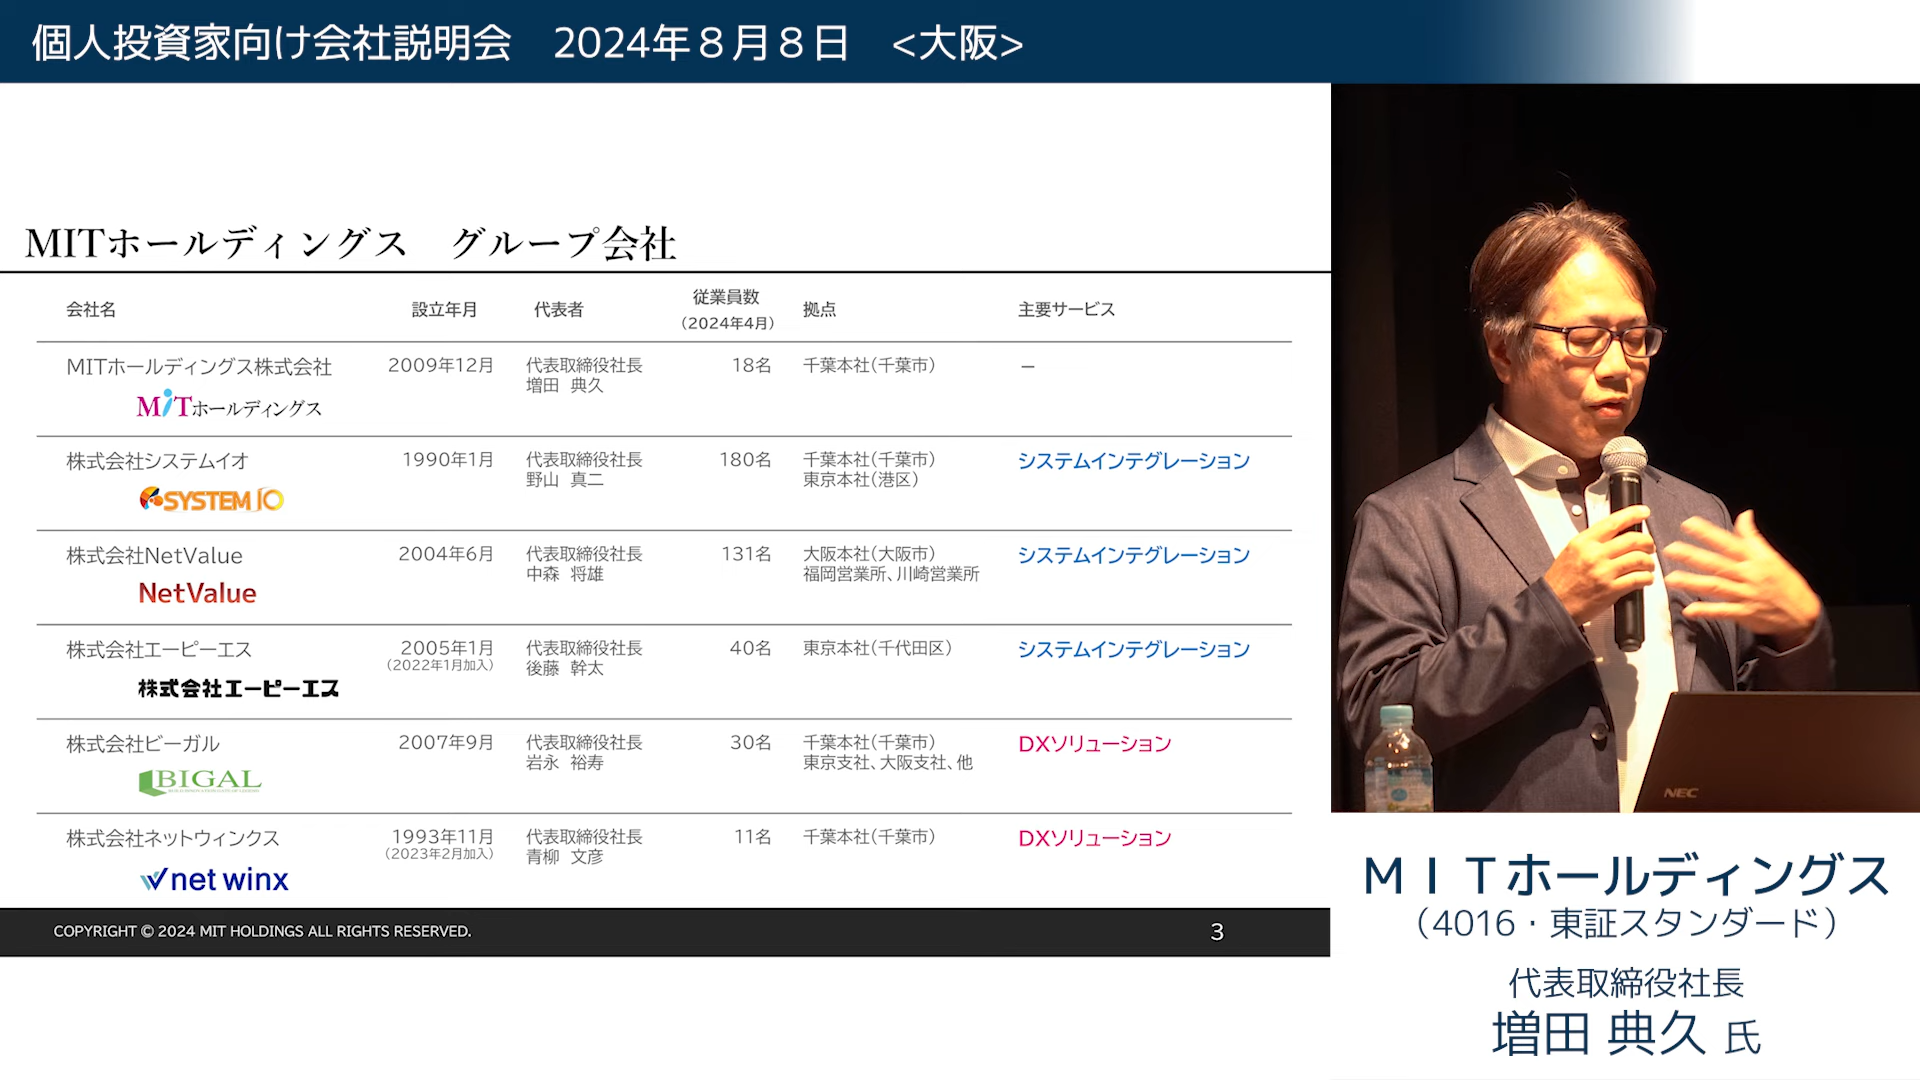 個人投資家向け会社説明会　2024年８月８日　<大阪>
MITホールディングス　グループ会社
会社名 設立年月 代表者 従業員数 拠点 主要サービス
（2024年4月）
MITホールディングス株式会社 2009年12月 代表取締役社長 18名 千葉本社（千葉市） －
増田　典久
MiTホールディングス
株式会社システムイオ 1990年1月 代表取締役社長 180名 千葉本社（千葉市） システムインテグレーション
野山　真二 東京本社（港区）
SYSTEM IO
株式会社NetValue 2004年6月 代表取締役社長 131名 大阪本社（大阪市） システムインテグレーション
中森　将雄 福岡営業所、川崎営業所
NetValue
株式会社エーピーエス 2005年1月 代表取締役社長 40名 東京本社（千代田区） システムインテグレーション
（2022年1月加入） 後藤　幹太
株式会社エーピーエス
株式会社ビーガル 2007年9月 代表取締役社長 30名 千葉本社（千葉市） DXソリューション
岩永　裕寿 東京支社、大阪支社、他
BIGAL
株式会社ネットウィンクス 1993年11月 代表取締役社長 11名 千葉本社（千葉市） DXソリューション
（2023年2月加入） 青柳　文彦
net winx
COPYRIGHT © 2024 MIT HOLDINGS ALL RIGHTS RESERVED. 3
NEC
ＭＩＴホールディングス
（4016・東証スタンダード）
代表取締役社長
増田 典久 氏